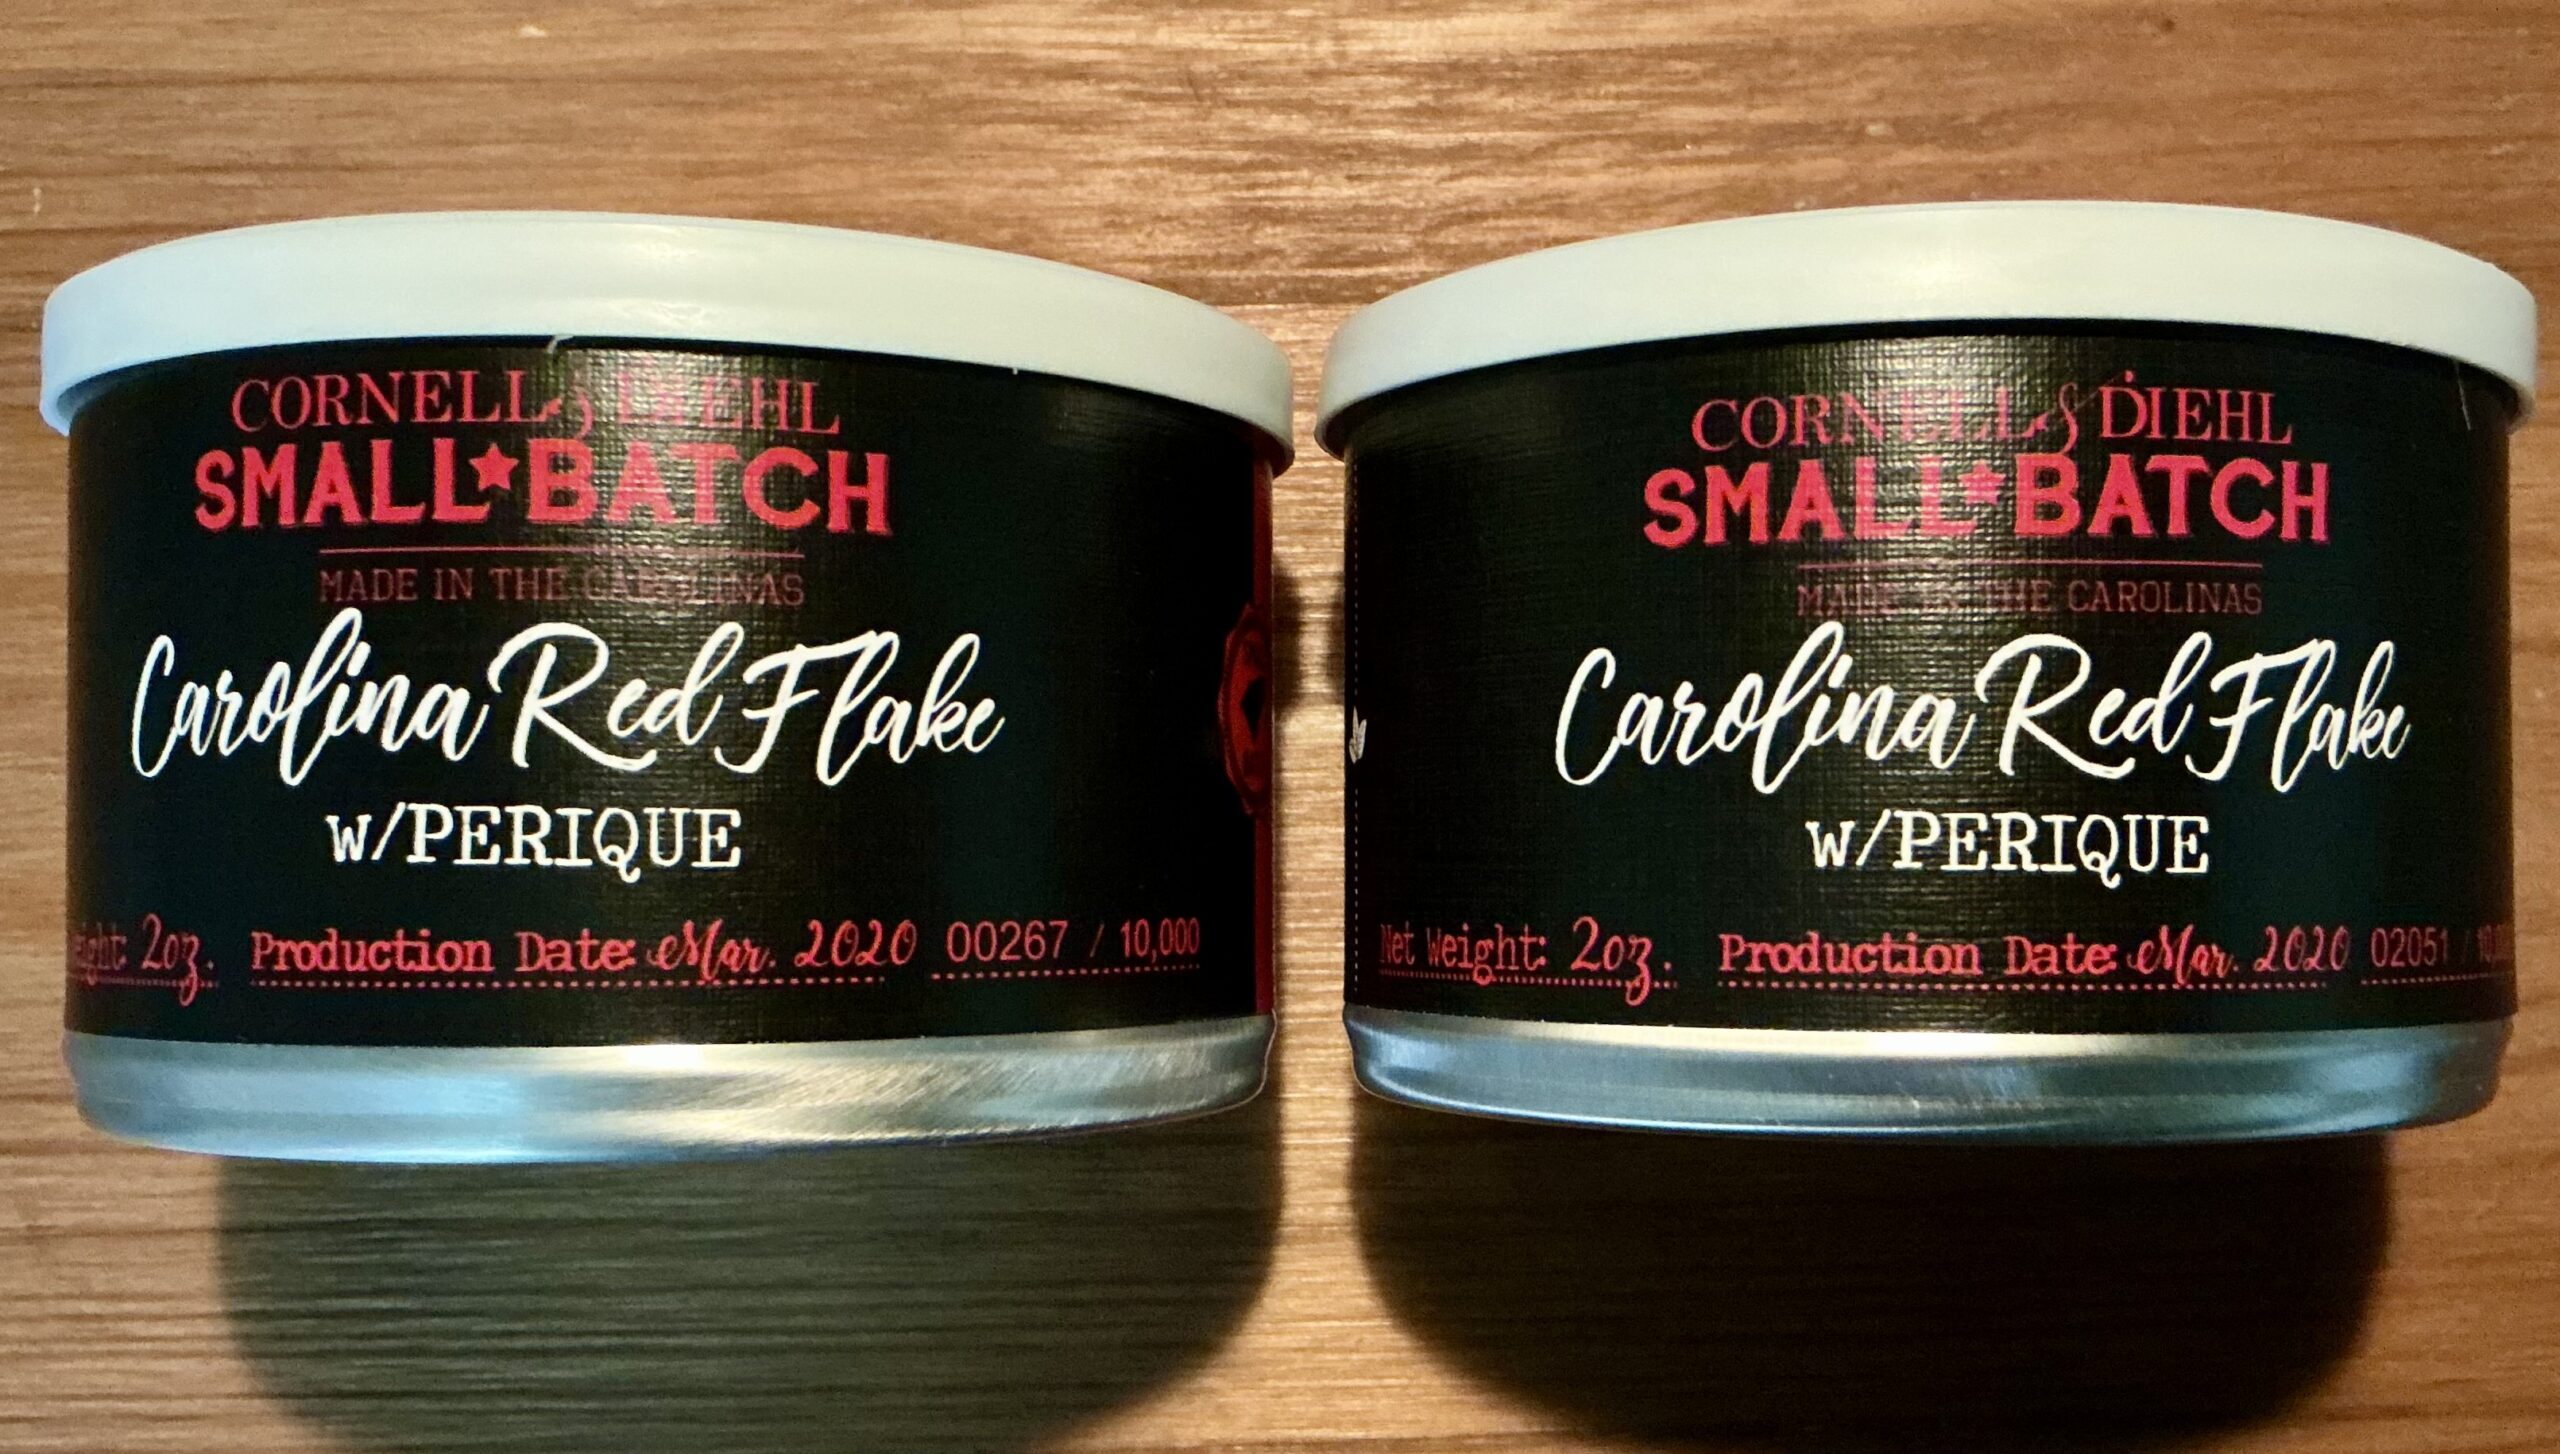 CORNELL & DIEHL
SMALL★BATCH
MADE IN THE CAROLINAS
Carolina Red Flake
w/PERIQUE
2oz. Production Date: Mar. 2020 00267 / 10,000
CORNELL & DIEHL
SMALL★BATCH
MADE IN THE CAROLINAS
Carolina Red Flake
w/PERIQUE
Net Weight: 2oz. Production Date: Mar. 2020 02051 /